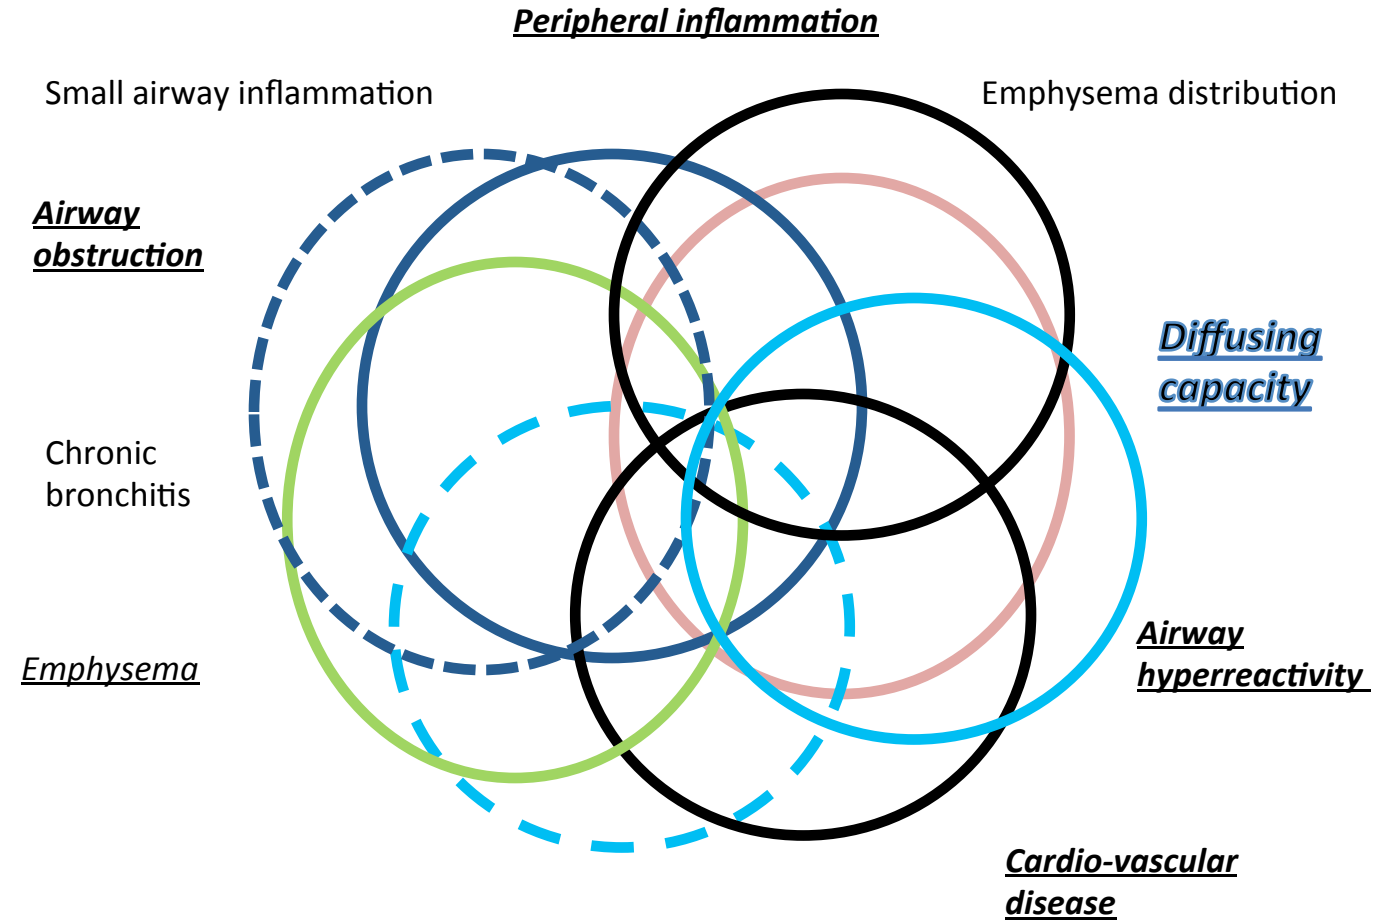 Peripheral inflammation
Small airway inflammation
Emphysema distribution
Airway
obstruction
Diffusing
capacity
Chronic
bronchitis
Airway
hyperreactivity
Emphysema
Cardio-vascular
disease